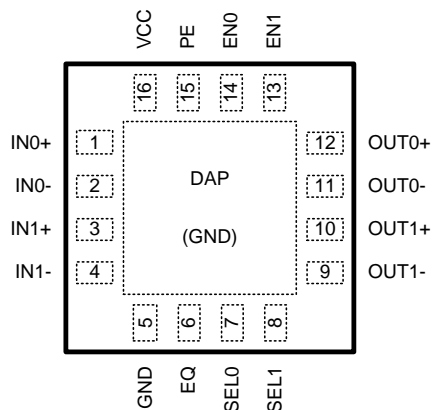 VCC PE EN0 EN1
16 15 14 13
IN0+ 1 12 OUT0+
IN0- 2 DAP 11 OUT0-
IN1+ 3 (GND) 10 OUT1+
IN1- 4 9 OUT1-
5 6 7 8
GND EQ SEL0 SEL1